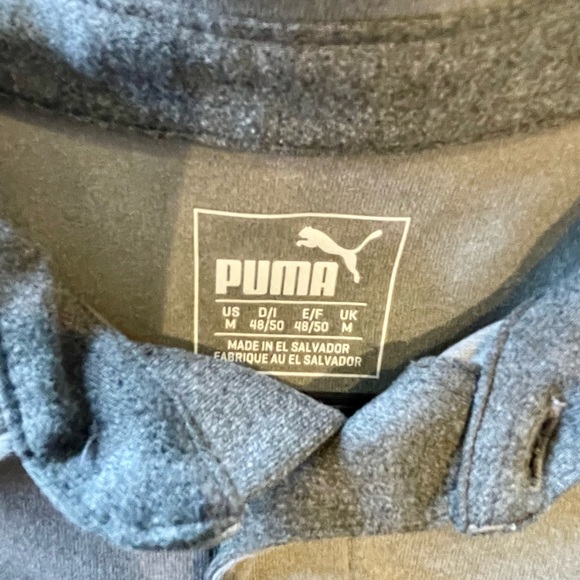 PUMA
US D/I E/F UK
M 48/50 48/50 M
MADE IN EL SALVADOR
FABRIQUE AU EL SALVADOR